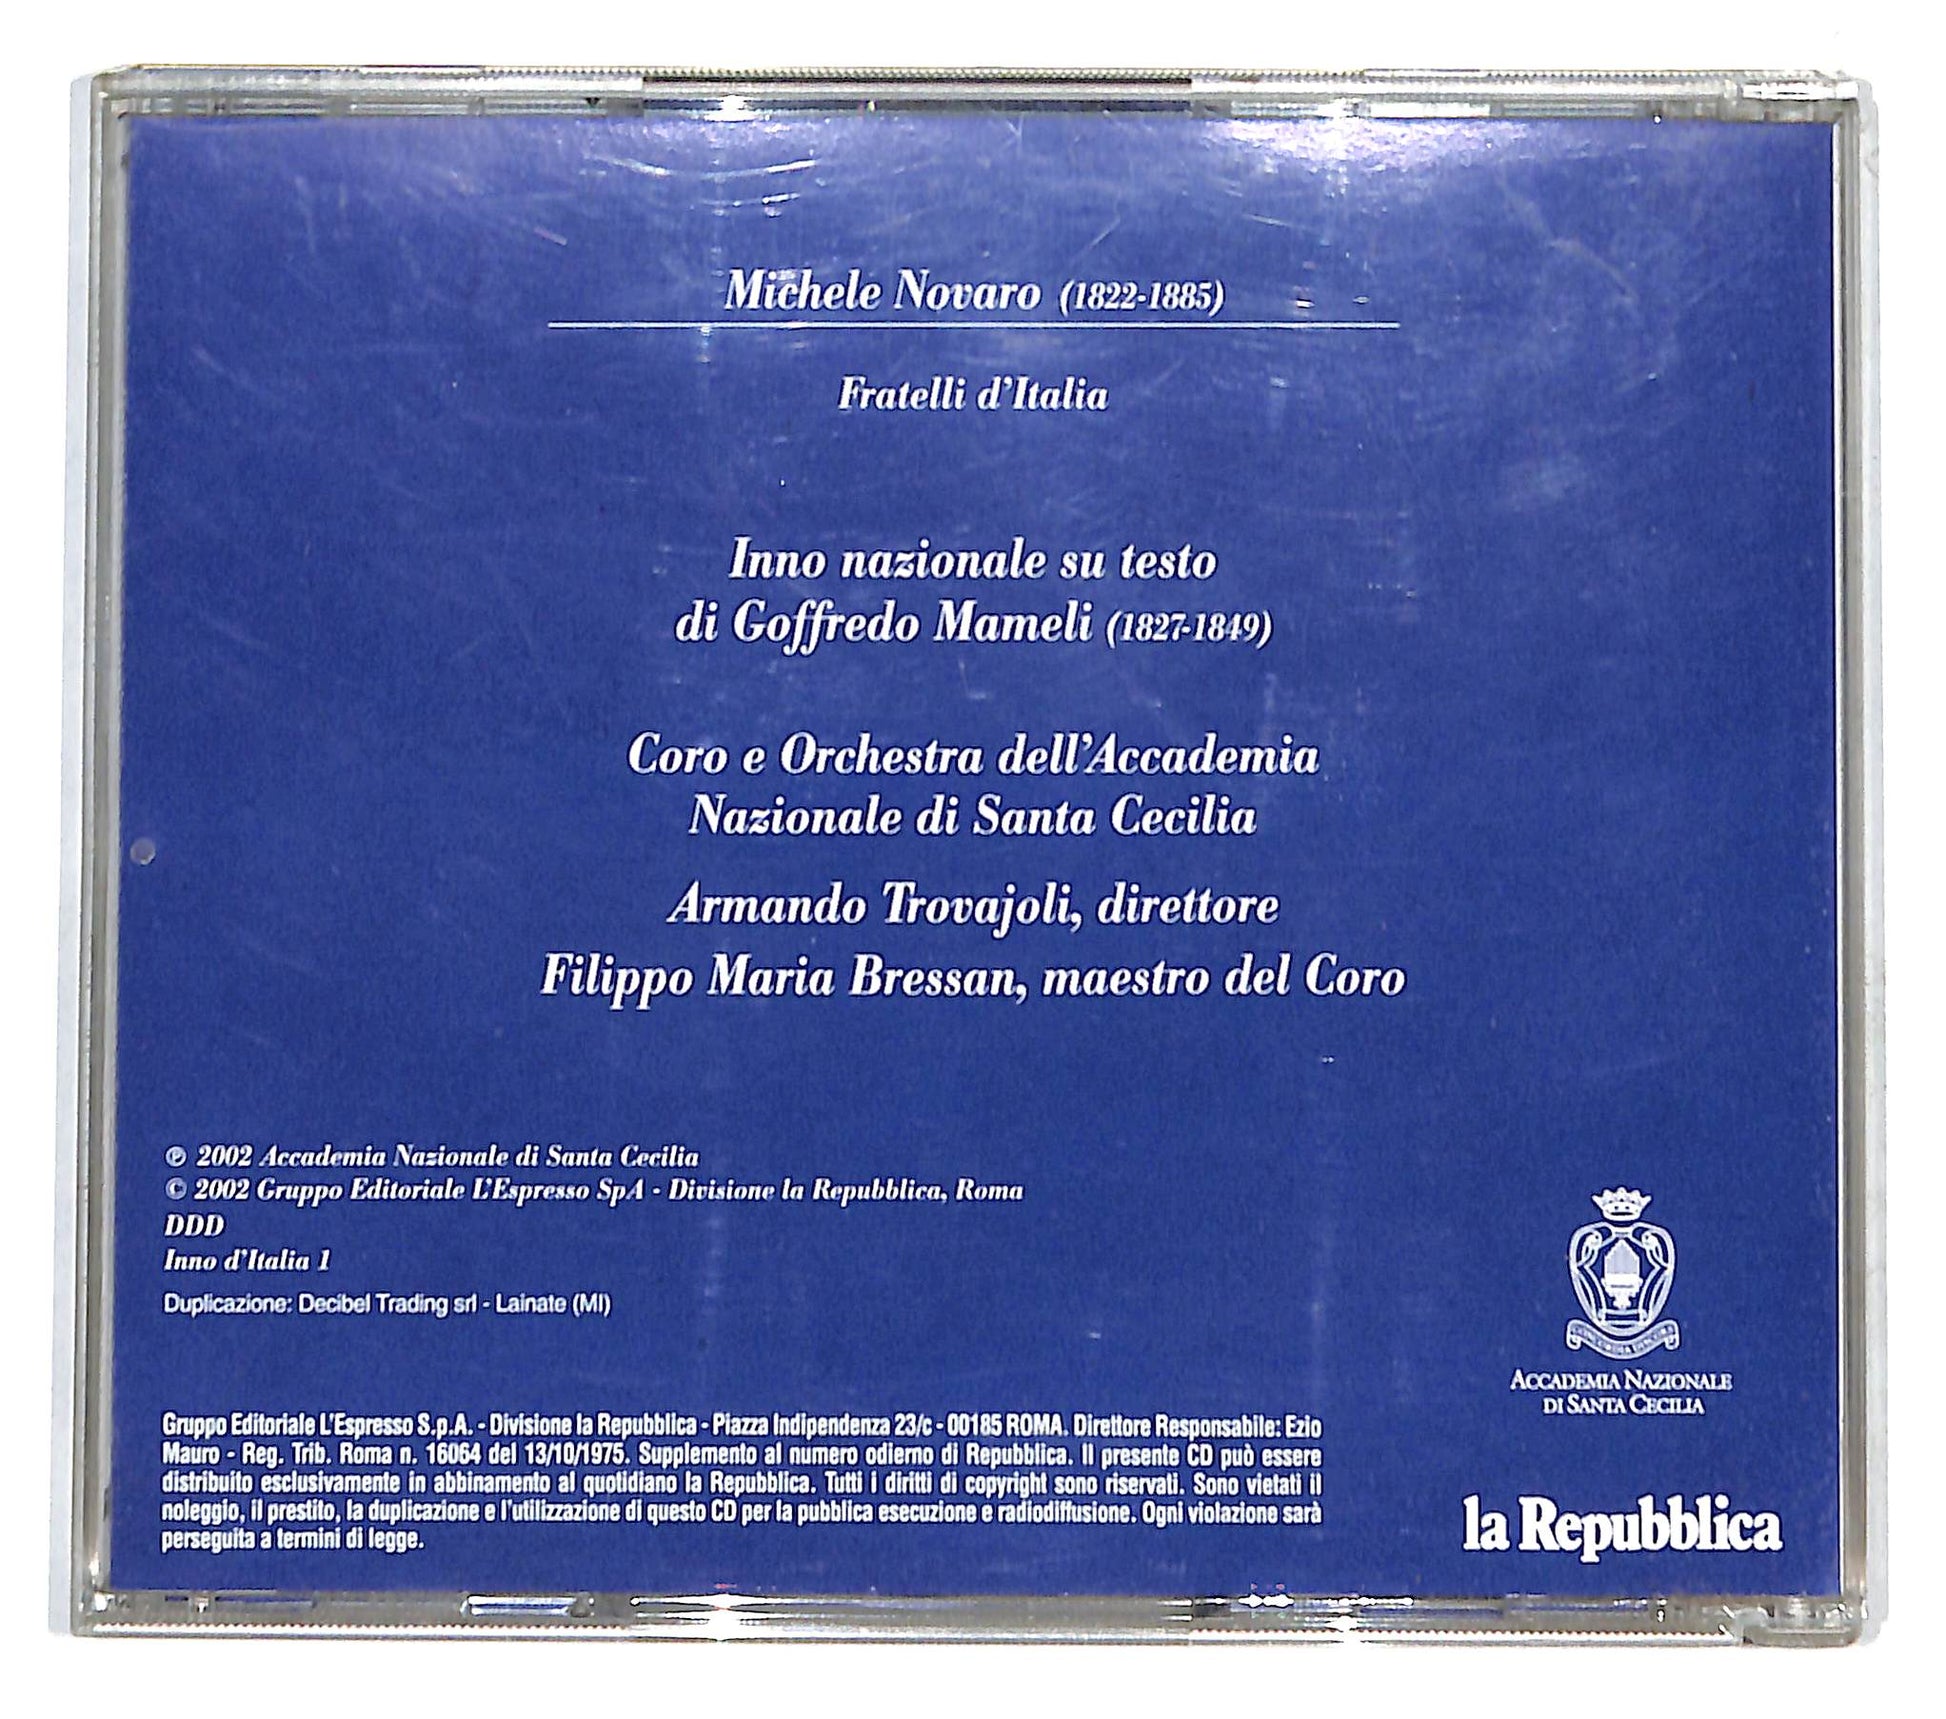 Michele Novaro (1822-1885)
Fratelli d'Italia
Inno nazionale su testo
di Goffredo Mameli (1827-1849)
Coro e Orchestra dell'Accademia
Nazionale di Santa Cecilia
Armando Trovajoli, direttore
Filippo Maria Bressan, maestro del Coro
℗ 2002 Accademia Nazionale di Santa Cecilia
© 2002 Gruppo Editoriale L'Espresso SpA - Divisione la Repubblica, Roma
DDD
Inno d'Italia 1
Duplicazione: Decibel Trading srl - Lainate (MI)
Gruppo Editoriale L'Espresso S.p.A. - Divisione la Repubblica - Piazza Indipendenza 23/c - 00185 ROMA. Direttore Responsabile: Ezio
Mauro - Reg. Trib. Roma n. 16064 del 13/10/1975. Supplemento al numero odierno di Repubblica. Il presente CD può essere
distribuito esclusivamente in abbinamento al quotidiano la Repubblica. Tutti i diritti di copyright sono riservati. Sono vietati il
noleggio, il prestito, la duplicazione e l'utilizzazione di questo CD per la pubblica esecuzione e radiodiffusione. Ogni violazione sarà
perseguita a termini di legge.
ACCADEMIA NAZIONALE
DI SANTA CECILIA
la Repubblica